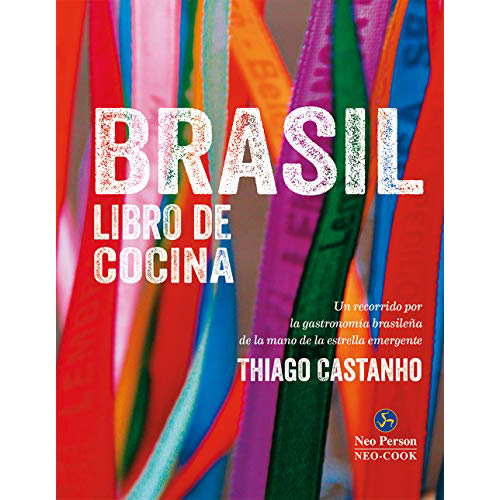 BRASIL
LIBRO DE
COCINA
Un recorrido por
la gastronomía brasileña
de la mano de la estrella emergente
THIAGO CASTANHO
Neo Person
NEO-COOK